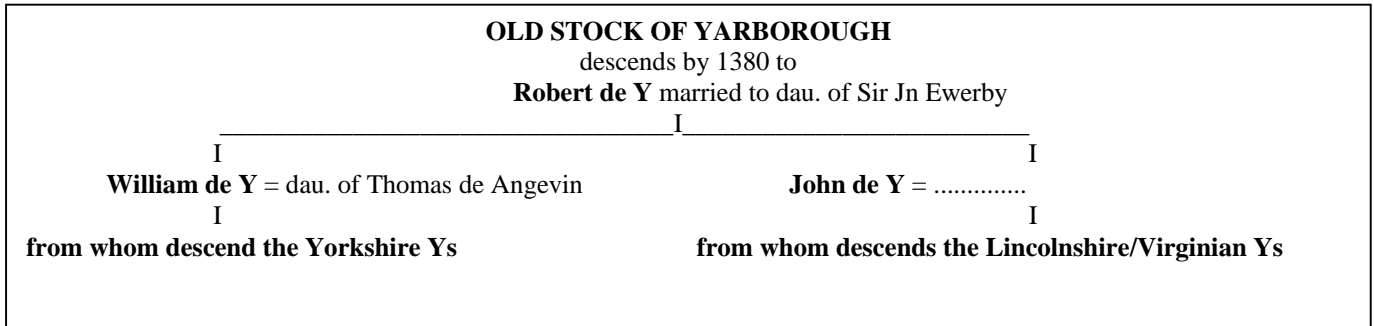 OLD STOCK OF YARBOROUGH
descends by 1380 to
Robert de Y married to dau. of Sir Jn Ewerby
__________________________________I__________________________
I I
William de Y = dau. of Thomas de Angevin John de Y = ..............
I I
from whom descend the Yorkshire Ys from whom descends the Lincolnshire/Virginian Ys